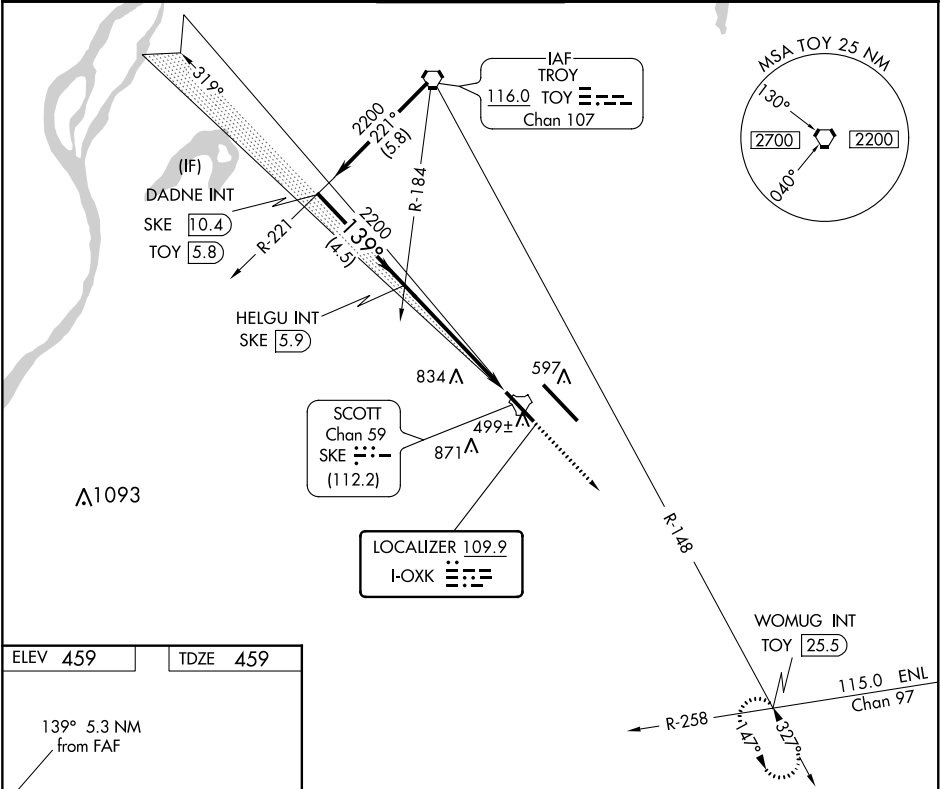 IAF
TROY
116.0 TOY
Chan 107
MSA TOY 25 NM
130°
2700
2200
040°
319°
2200
221°
(5.8)
R-184
(IF)
DADNE INT
SKE 10.4
TOY 5.8
R-221
2200
139°
(4.5)
HELGU INT
SKE 5.9
834
597
499±
871
SCOTT
Chan 59
SKE
(112.2)
1093
LOCALIZER 109.9
I-OXK
R-148
WOMUG INT
TOY 25.5
115.0 ENL
Chan 97
R-258
147°
327°
ELEV 459
TDZE 459
139° 5.3 NM
from FAF